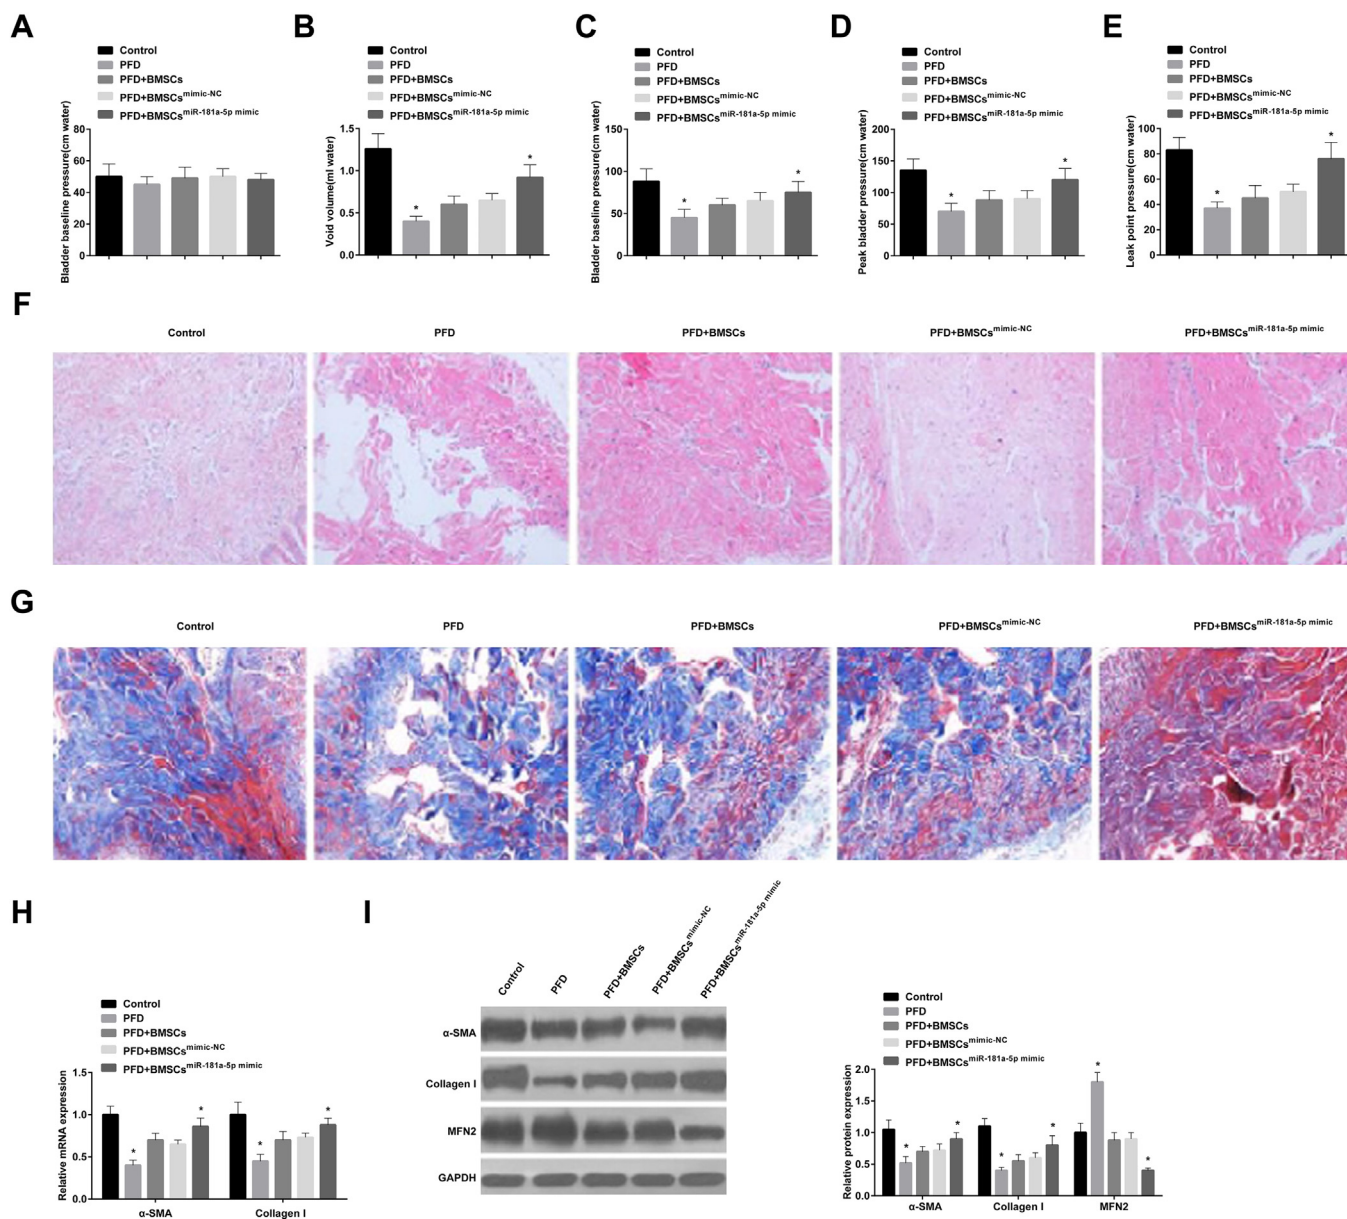 A
Control
PFD
PFD+BMSCs
PFD+BMSCsmimic-NC
PFD+BMSCsmiR-181a-5p mimic
Bladder baseline pressure(cm water)
80
60
40
20
0
B
Control
PFD
PFD+BMSCs
PFD+BMSCsmimic-NC
PFD+BMSCsmiR-181a-5p mimic
Void volume(ml water)
1.5
1.0
0.5
0.0
*
*
C
Control
PFD
PFD+BMSCs
PFD+BMSCsmimic-NC
PFD+BMSCsmiR-181a-5p mimic
Bladder baseline pressure(cm water)
150
100
50
0
*
*
D
Control
PFD
PFD+BMSCs
PFD+BMSCsmimic-NC
PFD+BMSCsmiR-181a-5p mimic
Peak bladder pressure(cm water)
200
150
100
50
0
*
*
E
Control
PFD
PFD+BMSCs
PFD+BMSCsmimic-NC
PFD+BMSCsmiR-181a-5p mimic
Leak point pressure(cm water)
100
80
60
40
20
0
*
*
F
Control
PFD
PFD+BMSCs
PFD+BMSCsmimic-NC
PFD+BMSCsmiR-181a-5p mimic
G
Control
PFD
PFD+BMSCs
PFD+BMSCsmimic-NC
PFD+BMSCsmiR-181a-5p mimic
H
Control
PFD
PFD+BMSCs
PFD+BMSCsmimic-NC
PFD+BMSCsmiR-181a-5p mimic
Relative mRNA expression
1.5
1.0
0.5
0.0
*
*
*
*
α-SMA
Collagen I
I
Control
PFD
PFD+BMSCs
PFD+BMSCsmimic-NC
PFD+BMSCsmiR-181a-5p mimic
α-SMA
Collagen I
MFN2
GAPDH
Control
PFD
PFD+BMSCs
PFD+BMSCsmimic-NC
PFD+BMSCsmiR-181a-5p mimic
Relative protein expression
2.0
1.5
1.0
0.5
0.0
*
*
*
*
*
*
α-SMA
Collagen I
MFN2